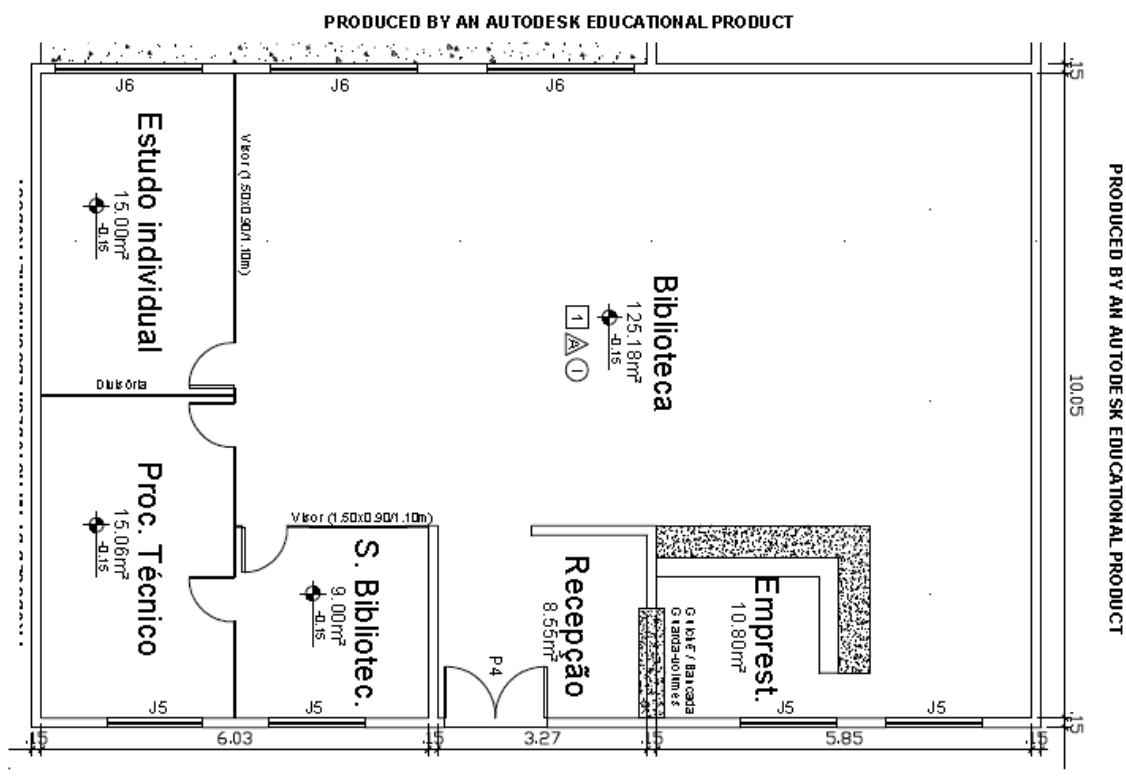 PRODUCED BY AN AUTODESK EDUCATIONAL PRODUCT
J6
J6
J6
.15
Estudo individual
15.00m²
-0.15
Visor (1.50x0.90/1.10m)
Biblioteca
125.18m²
-0.15
1
A
10.05
PRODUCED BY AN AUTODESK EDUCATIONAL PRODUCT
Divisória
Proc. Técnico
15.06m²
-0.15
Visor (1.50x0.90/1.10m)
S. Bibliotec.
9.00m²
-0.15
Recepção
8.55m²
P4
Guichê / Bancada
Guarda-volumes
Emprest.
10.80m²
J5
J5
J5
J5
.15
.15
6.03
.15
3.27
.15
5.85
.15